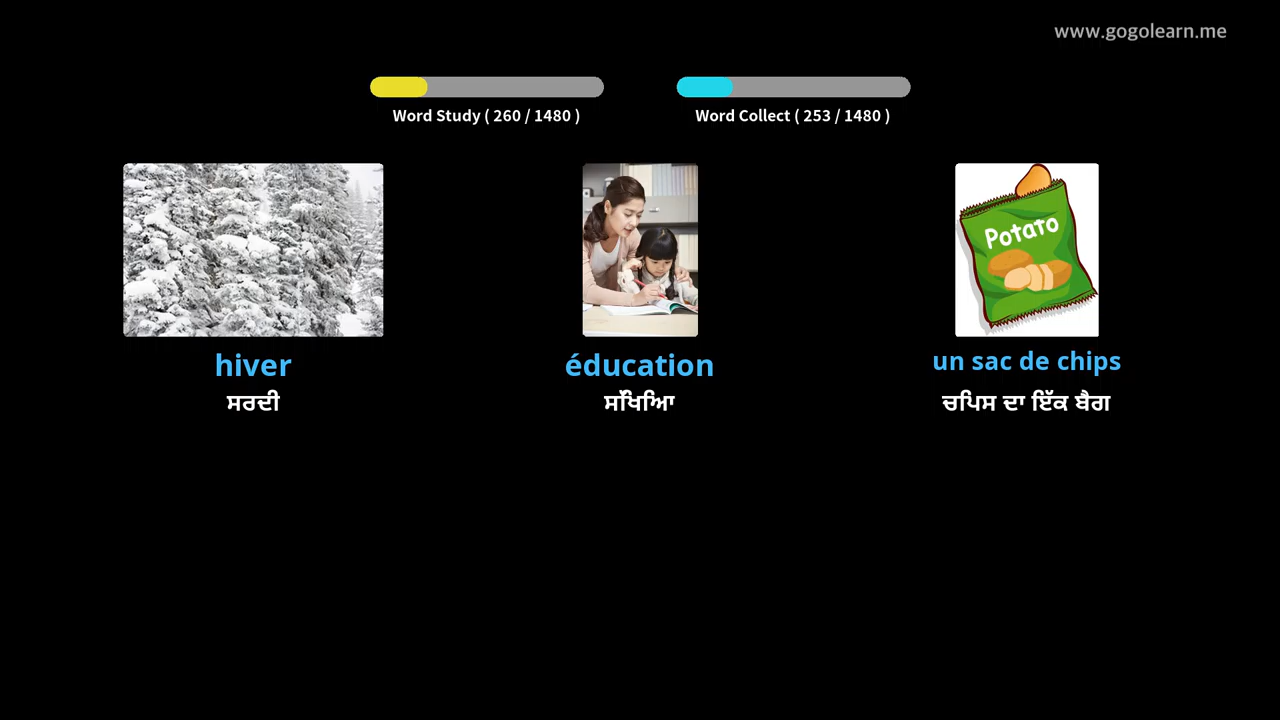 www.gogolearn.me
Word Study ( 260 / 1480 )
Word Collect ( 253 / 1480 )
Potato
hiver
éducation
un sac de chips
ਸਰਦੀ
ਸਿੱਖਿਆ
ਚਿਪਸ ਦਾ ਇੱਕ ਬੈਗ